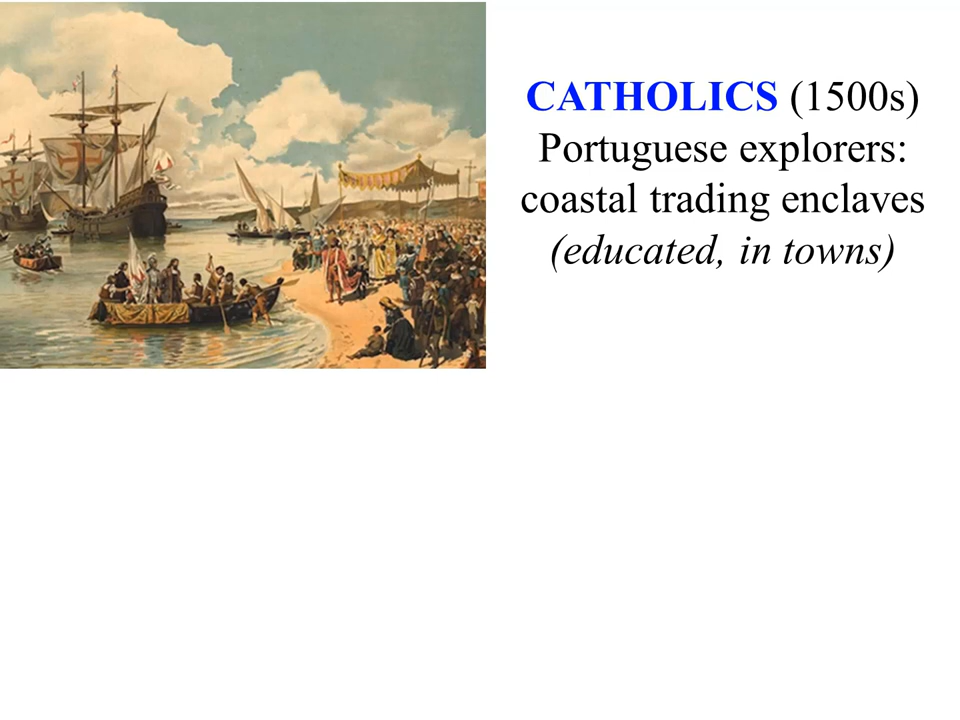 CATHOLICS (1500s)
Portuguese explorers:
coastal trading enclaves
(educated, in towns)